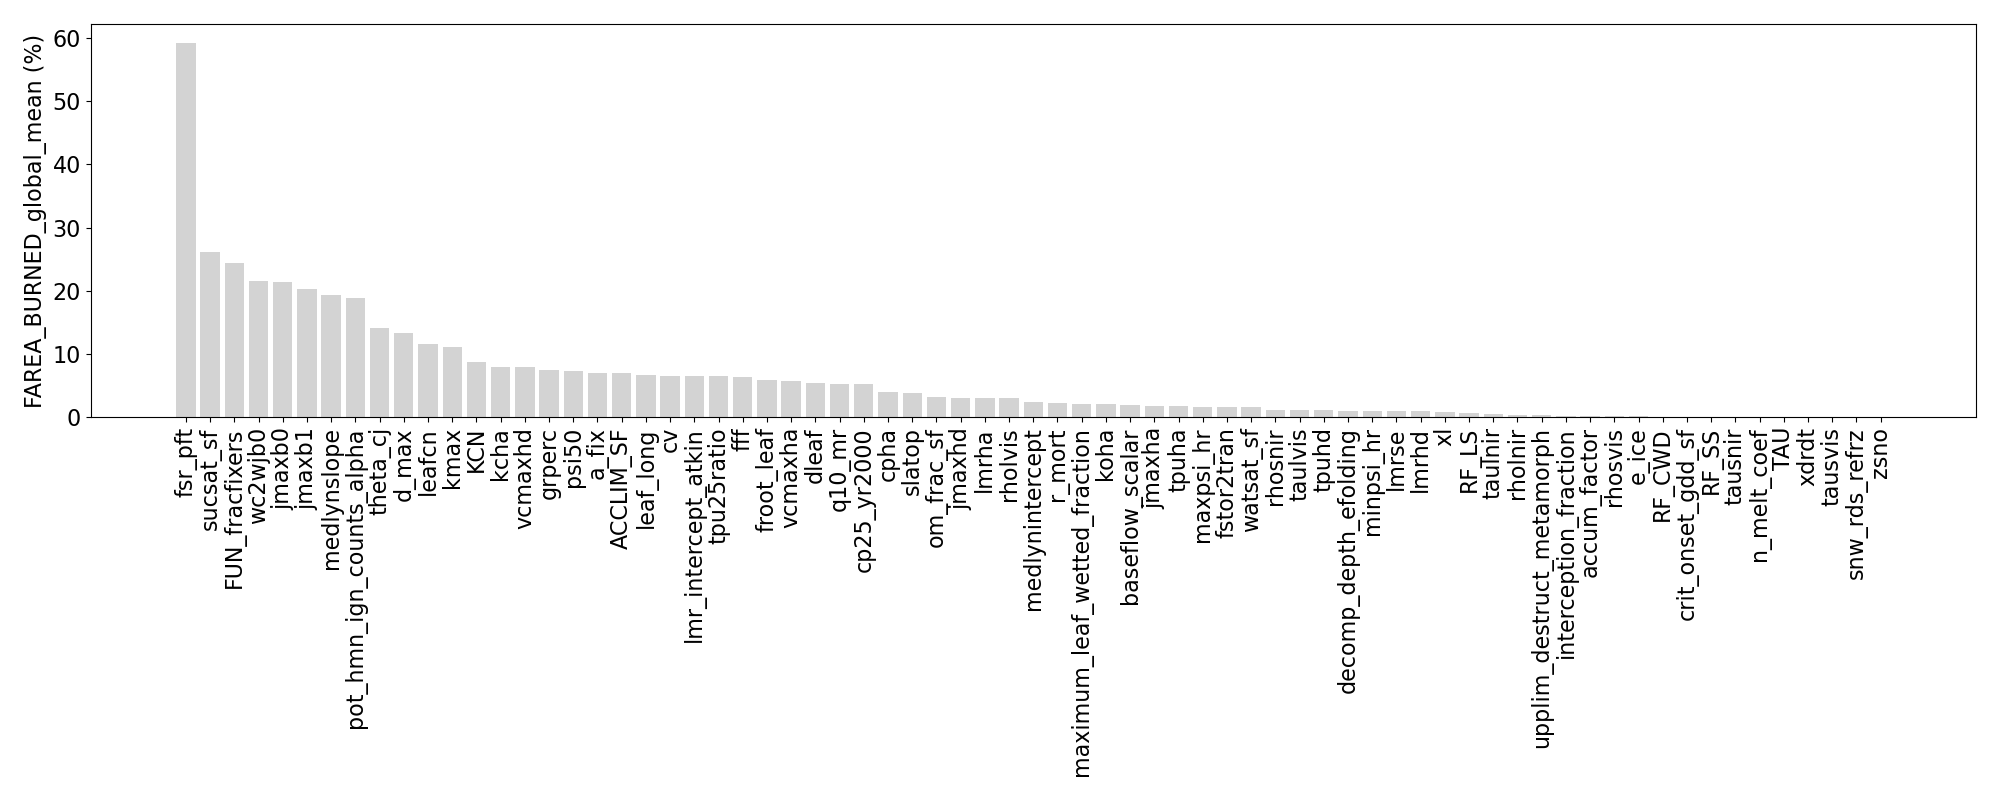 FAREA_BURNED_global_mean (%)
60
50
40
30
20
10
0
fsr_pft
sucsat_sf
FUN_fracfixers
wc2wjb0
jmaxb0
jmaxb1
medlynslope
pot_hmn_ign_counts_alpha
theta_cj
d_max
leafcn
kmax
KCN
kcha
vcmaxhd
grperc
psi50
a_fix
ACCLIM_SF
leaf_long
cv
lmr_intercept_atkin
tpu25ratio
fff
froot_leaf
vcmaxha
dleaf
q10_mr
cp25_yr2000
cpha
slatop
om_frac_sf
jmaxhd
lmrha
rholvis
medlynintercept
r_mort
maximum_leaf_wetted_fraction
koha
baseflow_scalar
jmaxha
tpuha
maxpsi_hr
fstor2tran
watsat_sf
rhosnir
taulvis
tpuhd
decomp_depth_efolding
minpsi_hr
lmrse
lmrhd
xl
RF_LS
taulnir
rholnir
upplim_destruct_metamorph
interception_fraction
accum_factor
rhosvis
e_ice
RF_CWD
crit_onset_gdd_sf
RF_SS
tausnir
n_melt_coef
TAU
xdrdt
tausvis
snw_rds_refrz
zsno